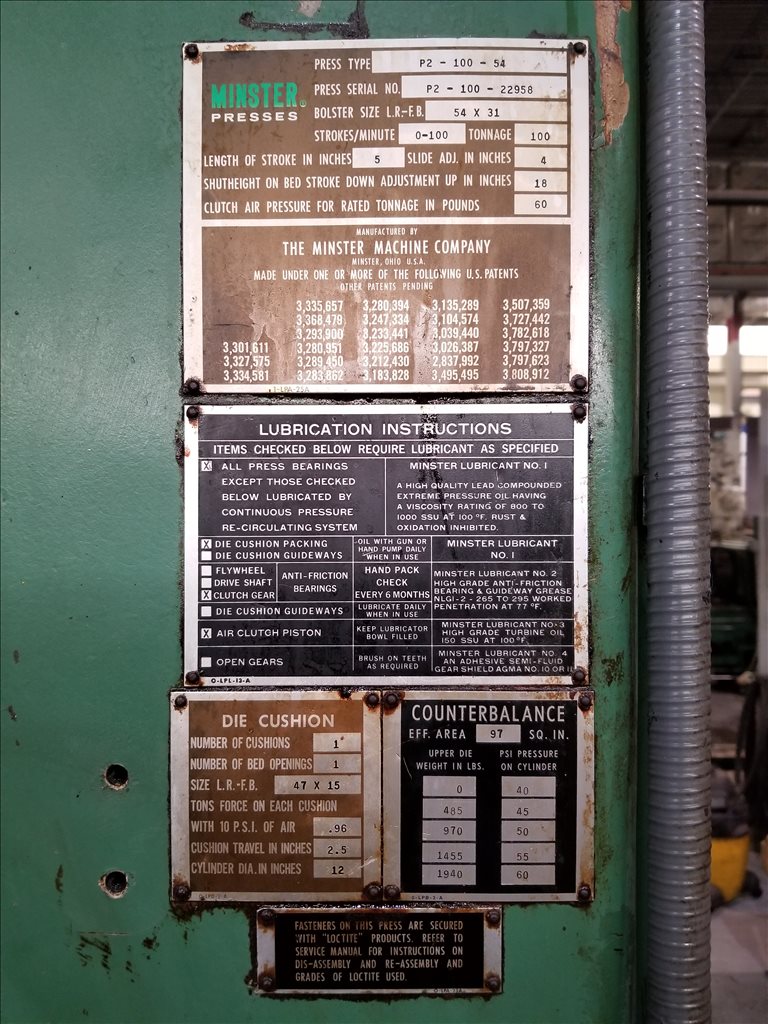 PRESS TYPE P2 - 100 - 54
MINSTER®
PRESSES
PRESS SERIAL NO. P2 - 100 - 22958
BOLSTER SIZE L.R.-F.B. 54 X 31
STROKES/MINUTE 0-100 TONNAGE 100
LENGTH OF STROKE IN INCHES 5 SLIDE ADJ. IN INCHES 4
SHUTHEIGHT ON BED STROKE DOWN ADJUSTMENT UP IN INCHES 18
CLUTCH AIR PRESSURE FOR RATED TONNAGE IN POUNDS 60
MANUFACTURED BY
THE MINSTER MACHINE COMPANY
MINSTER, OHIO U.S.A.
MADE UNDER ONE OR MORE OF THE FOLLOWING U.S. PATENTS
OTHER PATENTS PENDING
3,335,657 3,280,394 3,135,289 3,507,359
3,368,479 3,247,334 3,104,574 3,727,442
3,293,900 3,233,441 3,039,440 3,782,618
3,301,611 3,280,951 3,225,686 3,026,387 3,797,327
3,327,575 3,289,450 3,212,430 2,837,992 3,797,623
3,334,581 3,283,862 3,183,828 3,495,495 3,808,912
LUBRICATION INSTRUCTIONS
ITEMS CHECKED BELOW REQUIRE LUBRICANT AS SPECIFIED
X ALL PRESS BEARINGS
EXCEPT THOSE CHECKED
BELOW LUBRICATED BY
CONTINUOUS PRESSURE
RE-CIRCULATING SYSTEM
MINSTER LUBRICANT NO. 1
A HIGH QUALITY LEAD COMPOUNDED
EXTREME PRESSURE OIL HAVING
A VISCOSITY RATING OF 800 TO
1000 SSU AT 100 °F. RUST &
OXIDATION INHIBITED.
X DIE CUSHION PACKING
DIE CUSHION GUIDEWAYS
OIL WITH GUN OR
HAND PUMP DAILY
WHEN IN USE
MINSTER LUBRICANT
NO. 1
FLYWHEEL
DRIVE SHAFT
X CLUTCH GEAR
ANTI-FRICTION
BEARINGS
HAND PACK
CHECK
EVERY 6 MONTHS
DIE CUSHION GUIDEWAYS
LUBRICATE DAILY
WHEN IN USE
MINSTER LUBRICANT NO. 2
HIGH GRADE ANTI-FRICTION
BEARING & GUIDEWAY GREASE
NLGI-2-265 TO 295 WORKED
PENETRATION AT 77 °F.
X AIR CLUTCH PISTON
KEEP LUBRICATOR
BOWL FILLED
MINSTER LUBRICANT NO. 3
HIGH GRADE TURBINE OIL
150 SSU AT 100 °F.
OPEN GEARS
BRUSH ON TEETH
AS REQUIRED
MINSTER LUBRICANT NO. 4
AN ADHESIVE SEMI-FLUID
GEAR SHIELD AGMA NO. 10 OR 11
O-LPL-13-A
DIE CUSHION
NUMBER OF CUSHIONS 1
NUMBER OF BED OPENINGS 1
SIZE L.R.-F.B. 47 X 15
TONS FORCE ON EACH CUSHION
WITH 10 P.S.I. OF AIR .96
CUSHION TRAVEL IN INCHES 2.5
CYLINDER DIA. IN INCHES 12
COUNTERBALANCE
EFF. AREA 97 SQ. IN.
UPPER DIE PSI PRESSURE
WEIGHT IN LBS. ON CYLINDER
0 40
485 45
970 50
1455 55
1940 60
FASTENERS ON THIS PRESS ARE SECURED
WITH "LOCTITE" PRODUCTS. REFER TO
SERVICE MANUAL FOR INSTRUCTIONS ON
DIS-ASSEMBLY AND RE-ASSEMBLY AND
GRADES OF LOCTITE USED.